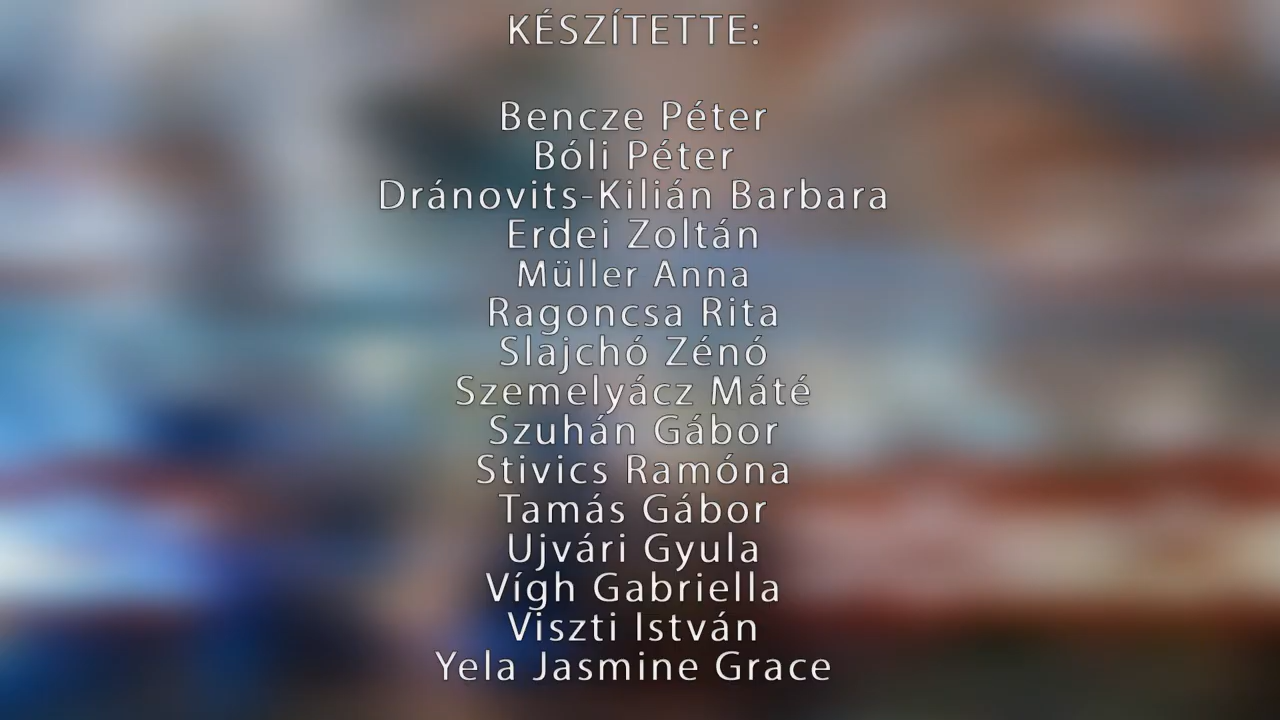 KÉSZÍTETTE:
Bencze Péter
Bóli Péter
Dránovits-Kilián Barbara
Erdei Zoltán
Müller Anna
Ragoncsa Rita
Slajchó Zénó
Szemelyácz Máté
Szuhán Gábor
Stivics Ramóna
Tamás Gábor
Ujvári Gyula
Vígh Gabriella
Viszti István
Yela Jasmine Grace